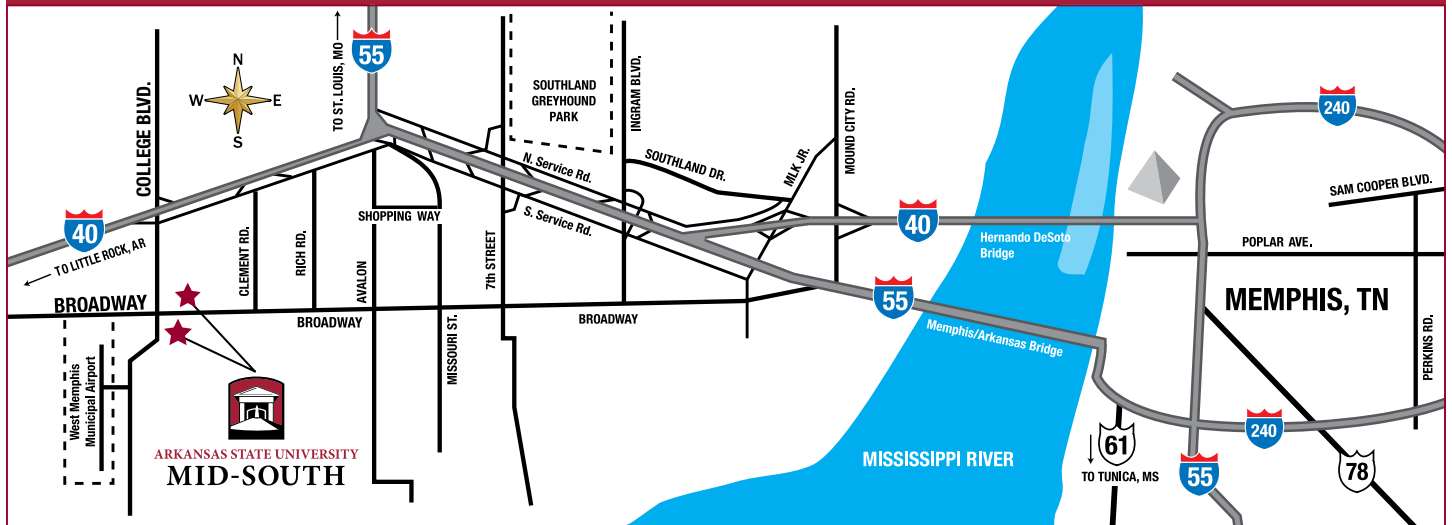 COLLEGE BLVD.
N
W
E
S
TO ST. LOUIS, MO
55
SOUTHLAND
GREYHOUND
PARK
INGRAM BLVD.
MOUND CITY RD.
240
N. Service Rd.
SOUTHLAND DR.
MLK JR.
SAM COOPER BLVD.
40
TO LITTLE ROCK, AR
SHOPPING WAY
S. Service Rd.
40
Hernando DeSoto
Bridge
POPLAR AVE.
CLEMENT RD.
RICH RD.
AVALON
7th STREET
BROADWAY
BROADWAY
BROADWAY
55
MEMPHIS, TN
Memphis/Arkansas Bridge
MISSOURI ST.
PERKINS RD.
West Memphis
Municipal Airport
ARKANSAS STATE UNIVERSITY
MID-SOUTH
MISSISSIPPI RIVER
61
TO TUNICA, MS
240
55
78